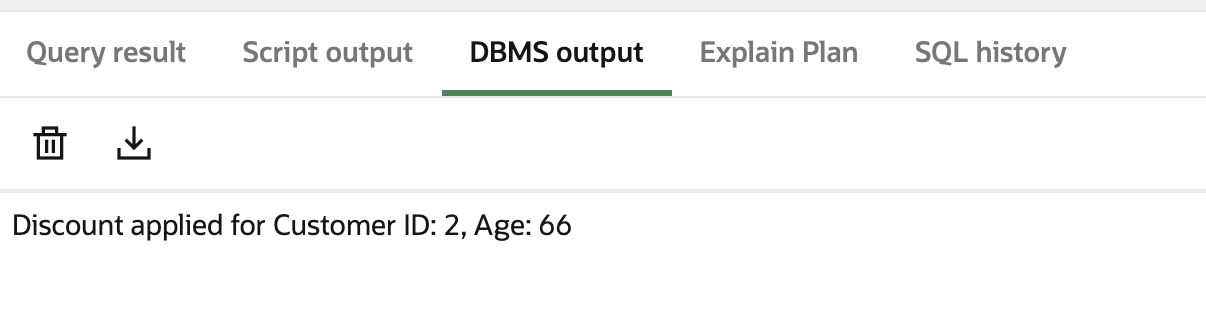 Query result Script output DBMS output Explain Plan SQL history
Discount applied for Customer ID: 2, Age: 66